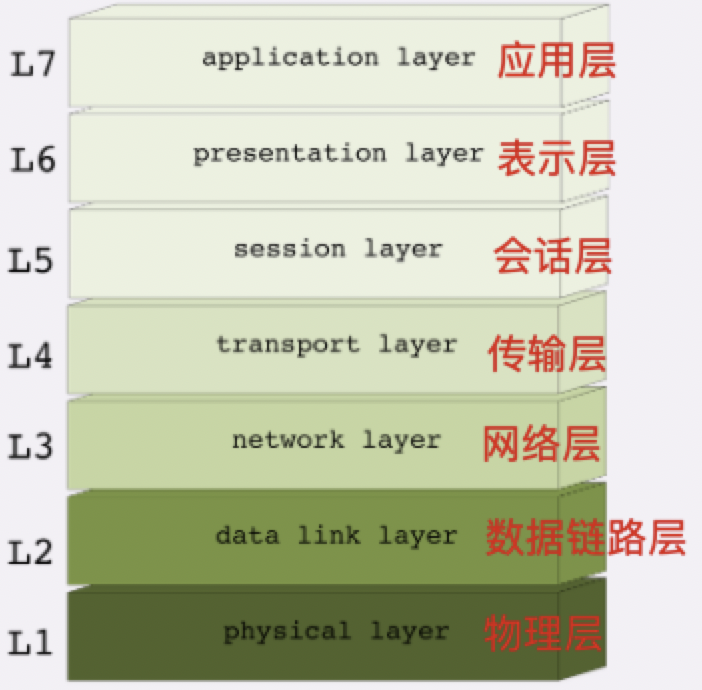 L7 application layer 应用层
L6 presentation layer 表示层
L5 session layer 会话层
L4 transport layer 传输层
L3 network layer 网络层
L2 data link layer 数据链路层
L1 physical layer 物理层